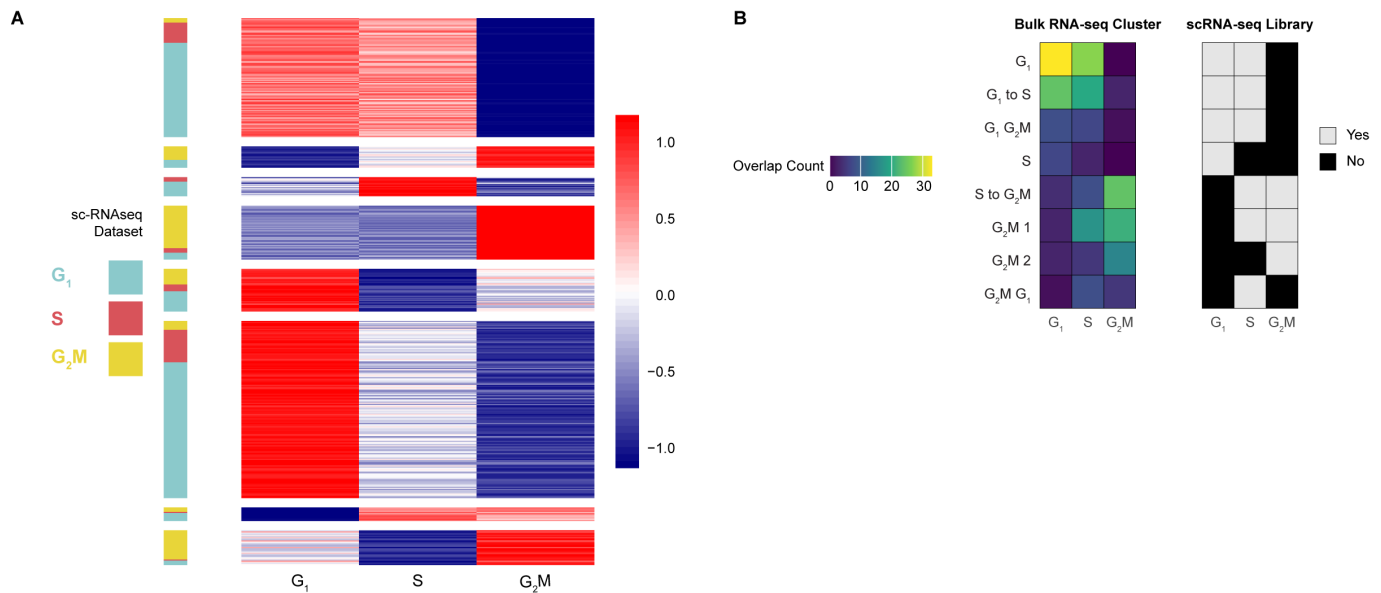 A
sc-RNAseq
Dataset
G₁
S
G₂M
1.0
0.5
0.0
−0.5
−1.0
G₁ S G₂M
B
Bulk RNA-seq Cluster scRNA-seq Library
G₁
G₁ to S
G₁ G₂M
S
S to G₂M
G₂M 1
G₂M 2
G₂M G₁
Overlap Count
0 10 20 30
Yes
No
G₁ S G₂M G₁ S G₂M